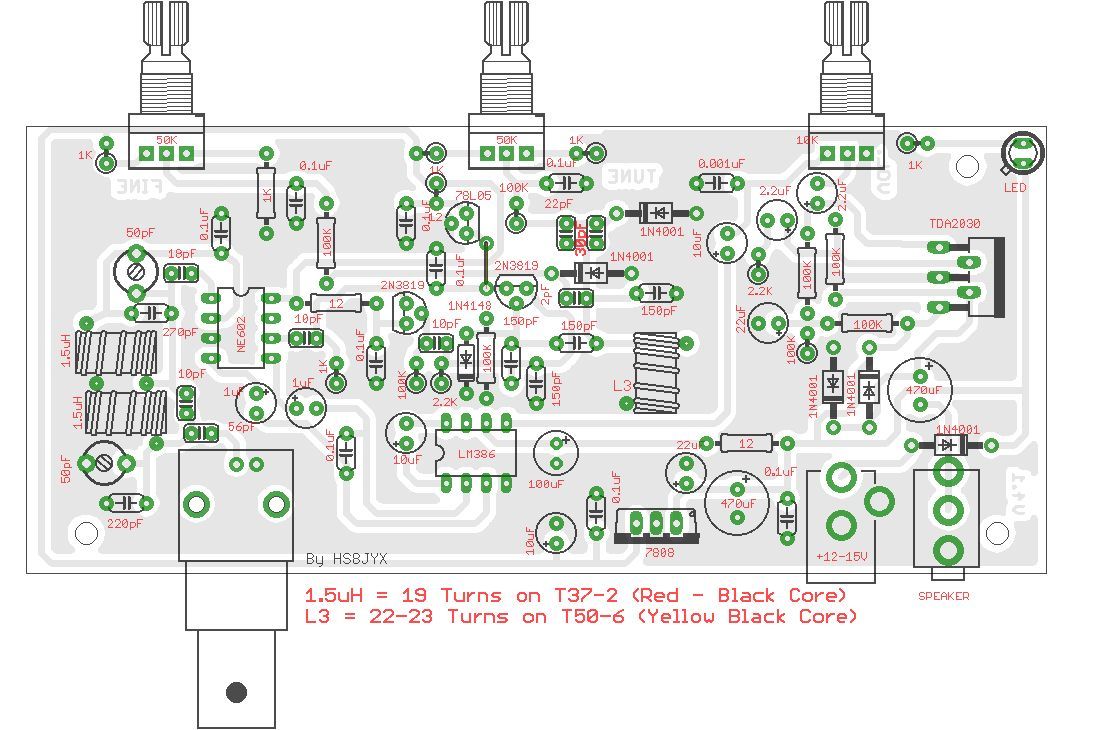 50K
50K
10K
1K
1K
1K
1K
0.1uF
0.1uF
0.001uF
1K
FINE
1K
TUNE
VOL
LED
100K
22pF
2.2uF
2.2uF
78L05
L2
0.1uF
0.1uF
1N4001
10uF
TDA2030
50pF
100K
30pF
100K
100K
18pF
0.1uF
1N4001
2N3819
2N3819
2pF
2.2K
12
1N4148
150pF
150pF
270pF
NE602
10pF
10pF
150pF
22uF
100K
1.5uH
0.1uF
100K
100K
1K
10pF
100K
2.2K
150pF
L3
1N4001
1N4001
470uF
1uF
1uF
1.5uH
56pF
0.1uF
10uF
LM386
22u
12
1N4001
50pF
100uF
0.1uF
0.1uF
470uF
V4.1
220pF
10uF
7808
+12-15V
By HS8JYX
SPEAKER
1.5uH = 19 Turns on T37-2 (Red - Black Core)
L3 = 22-23 Turns on T50-6 (Yellow Black Core)